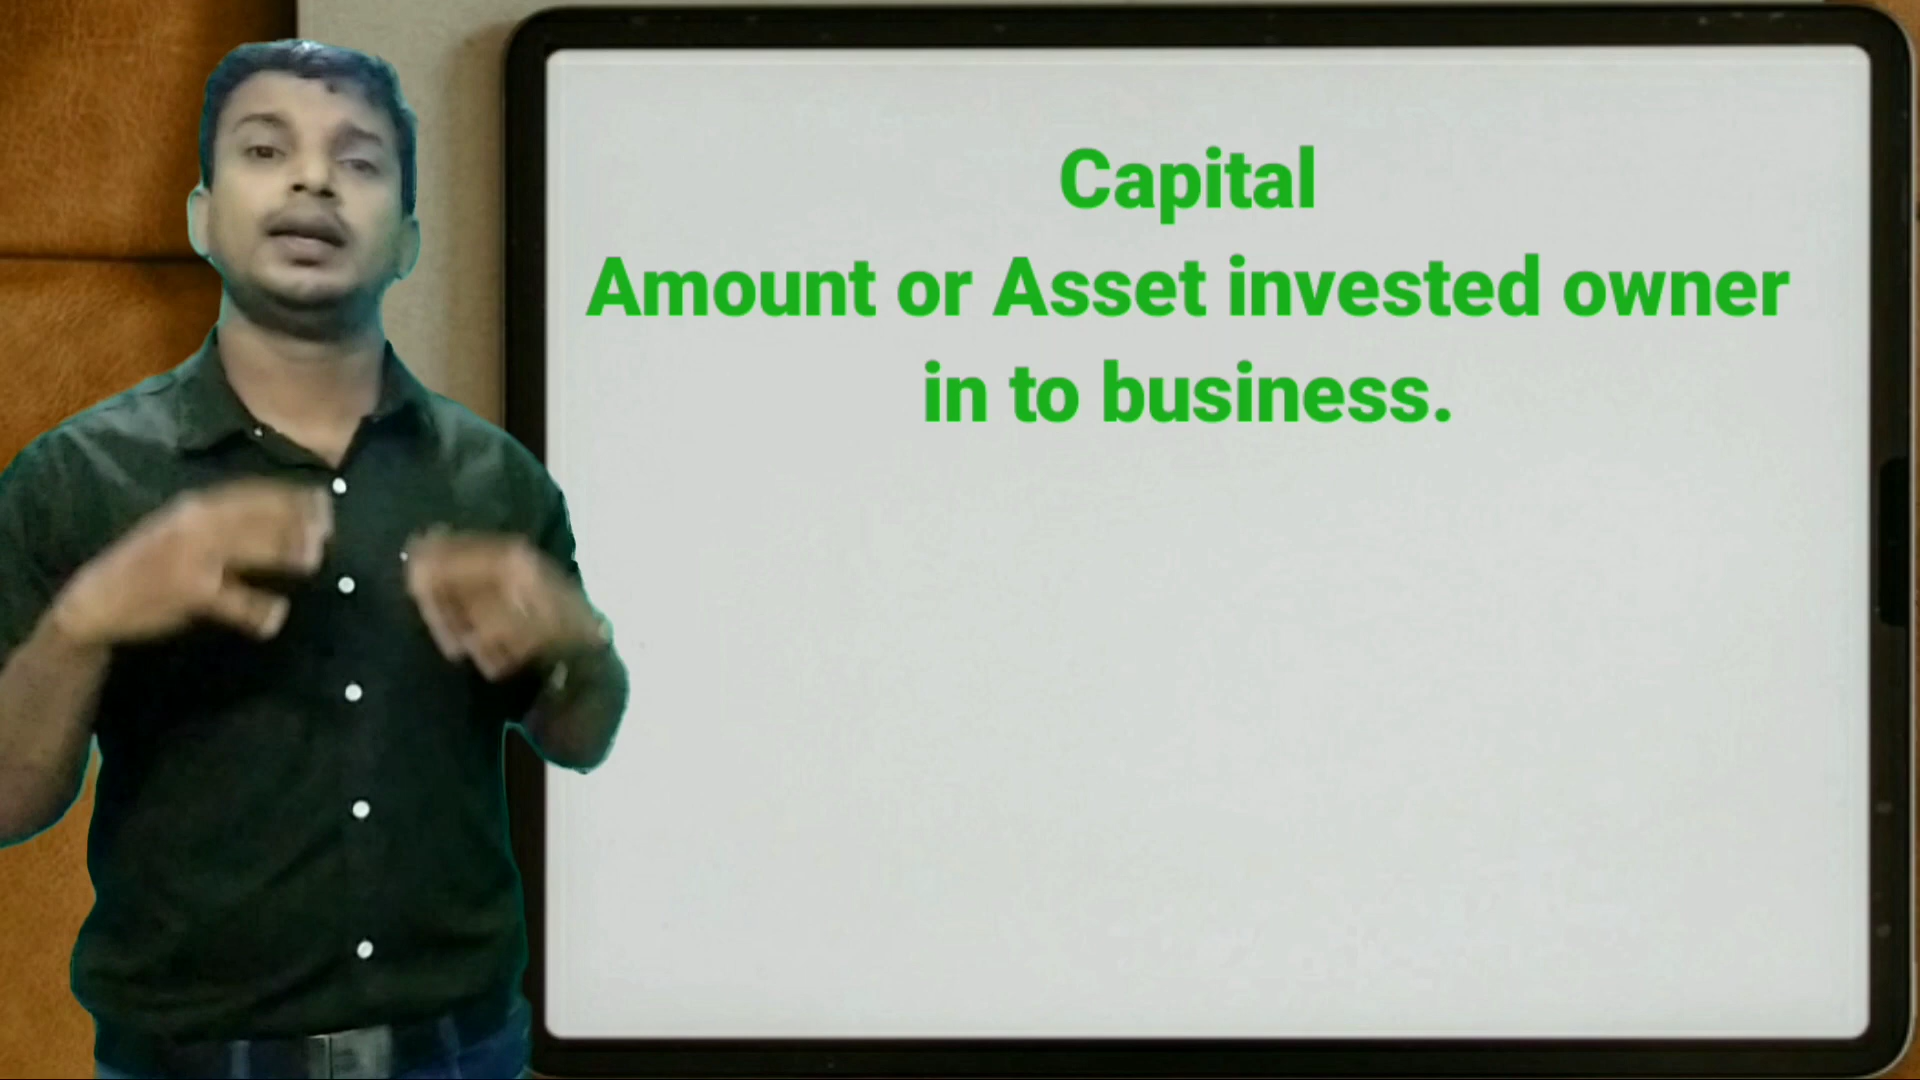 Capital
Amount or Asset invested owner
in to business.